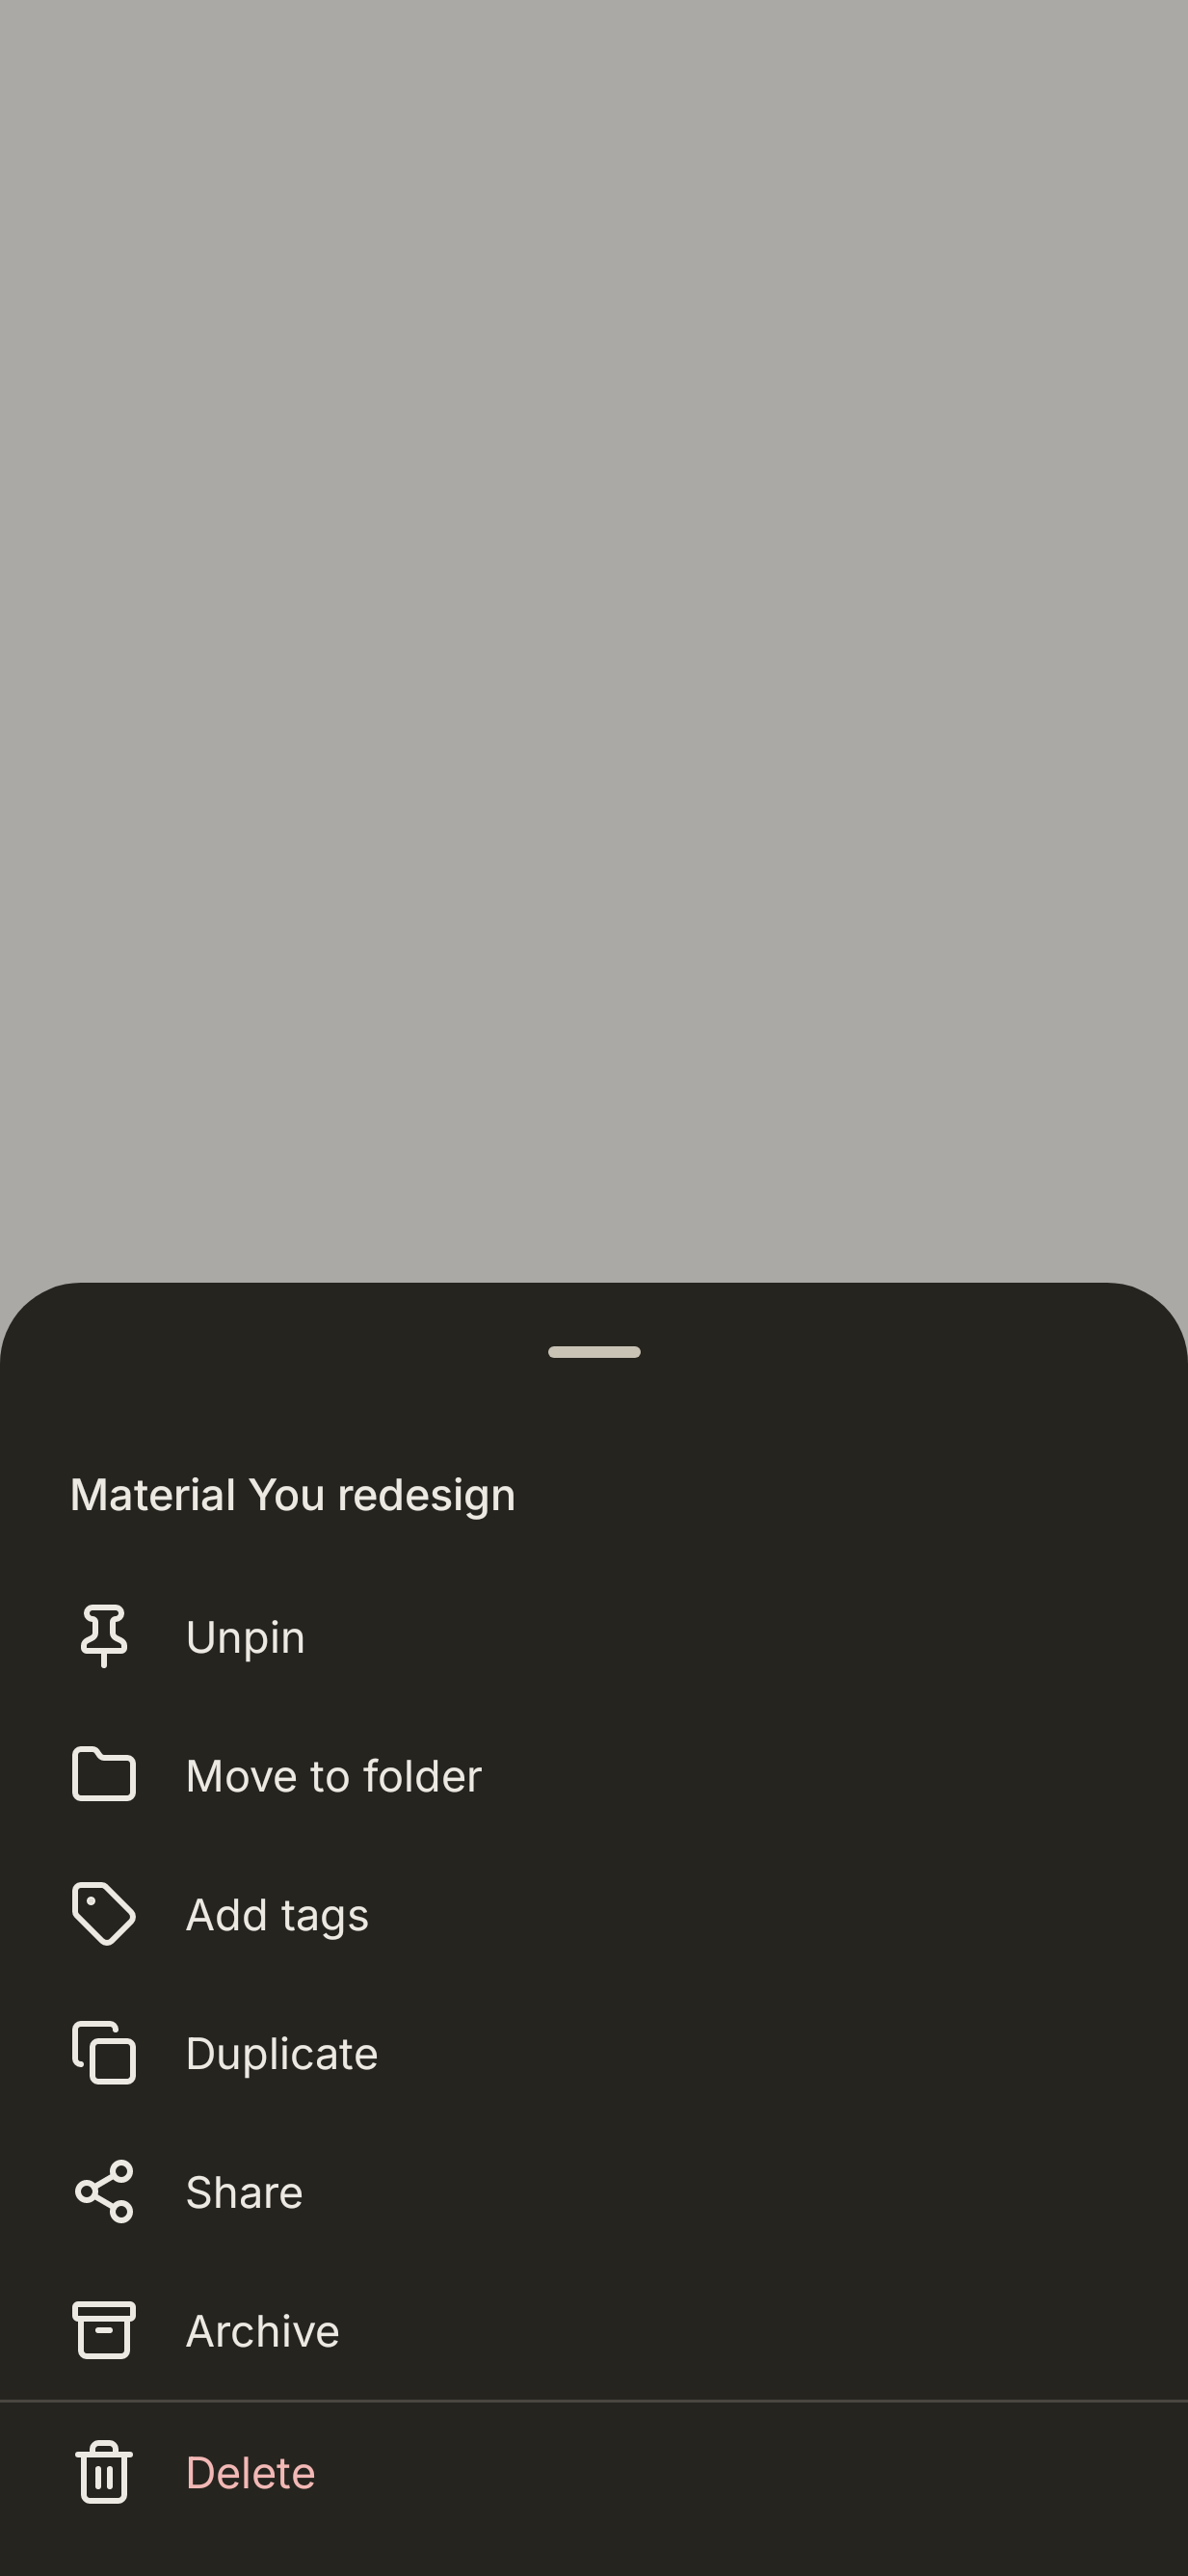 Material You redesign
Unpin
Move to folder
Add tags
Duplicate
Share
Archive
Delete